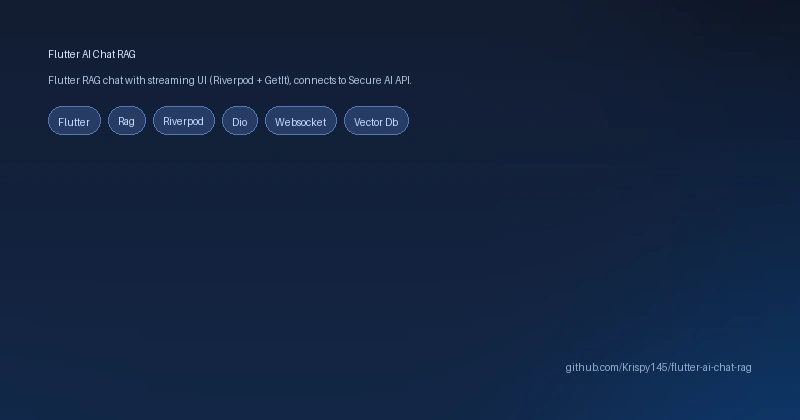 Flutter AI Chat RAG
Flutter RAG chat with streaming UI (Riverpod + GetIt), connects to Secure AI API.
Flutter Rag Riverpod Dio Websocket Vector Db
github.com/Krispy145/flutter-ai-chat-rag